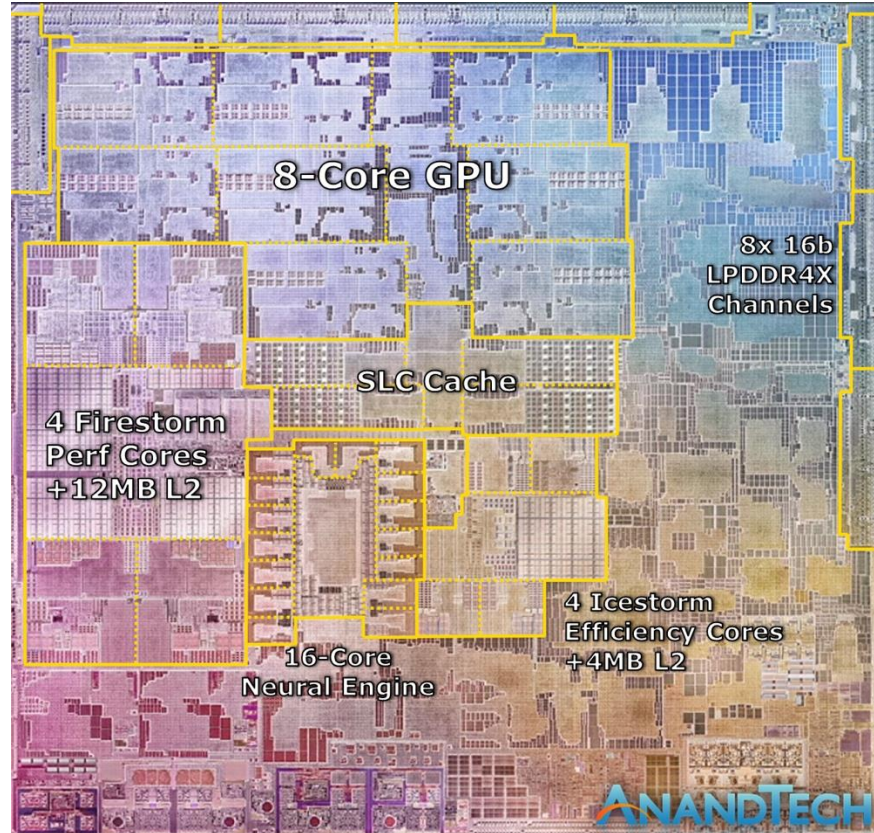 8-Core GPU
8x 16b
LPDDR4X
Channels
SLC Cache
4 Firestorm
Perf Cores
+12MB L2
4 Icestorm
Efficiency Cores
+4MB L2
16-Core
Neural Engine
ANANDTECH